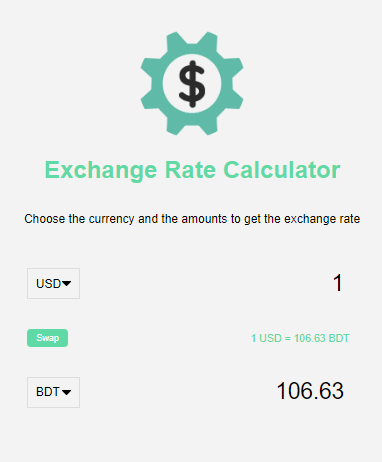 $
Exchange Rate Calculator
Choose the currency and the amounts to get the exchange rate
USD 1
Swap 1 USD = 106.63 BDT
BDT 106.63